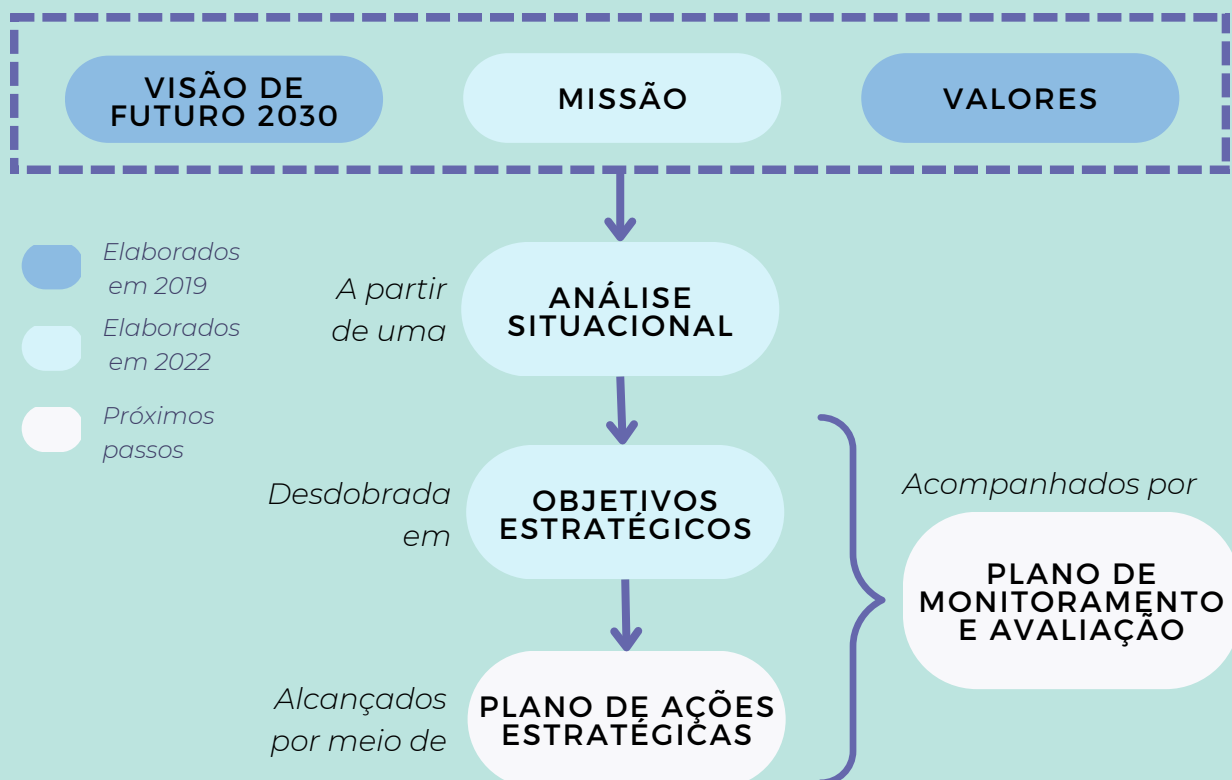 VISÃO DE
FUTURO 2030
MISSÃO
VALORES
Elaborados
em 2019
Elaborados
em 2022
Próximos
passos
A partir
de uma
ANÁLISE
SITUACIONAL
Desdobrada
em
OBJETIVOS
ESTRATÉGICOS
Acompanhados por
PLANO DE
MONITORAMENTO
E AVALIAÇÃO
Alcançados
por meio de
PLANO DE AÇÕES
ESTRATÉGICAS